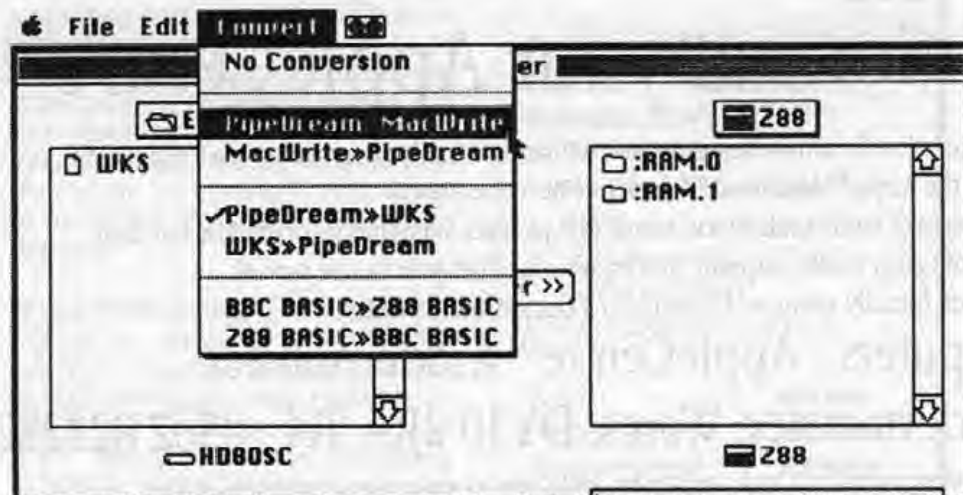 File Edit Convert
No Conversion
er
E
Z88
PipeDream MacWrite
MacWrite»PipeDream
WKS
:RAM.0
:RAM.1
✓PipeDream»WKS
WKS»PipeDream
r >>
BBC BASIC»Z88 BASIC
Z88 BASIC»BBC BASIC
HD80SC
Z88